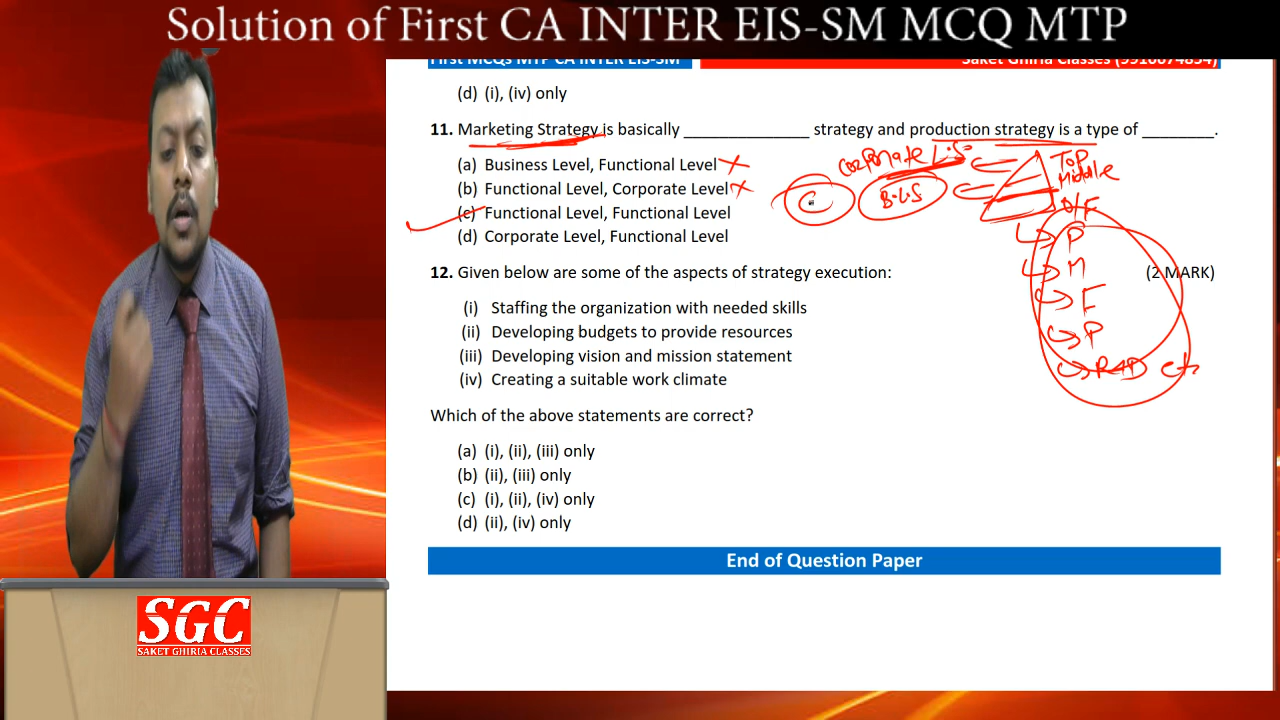 Solution of First CA INTER EIS-SM MCQ MTP
First MCQs MTP CA INTER EIS-SM
Saket Ghiria Classes (9916674834)
(d) (i), (iv) only
11. Marketing Strategy is basically ______________ strategy and production strategy is a type of ________.
(a) Business Level, Functional Level
(b) Functional Level, Corporate Level
(c) Functional Level, Functional Level
(d) Corporate Level, Functional Level
Corporate L.S
B.L.S
C
Top
Middle
O/F
P
M
F
P
R&D etc
12. Given below are some of the aspects of strategy execution:
(2 MARK)
(i) Staffing the organization with needed skills
(ii) Developing budgets to provide resources
(iii) Developing vision and mission statement
(iv) Creating a suitable work climate
Which of the above statements are correct?
(a) (i), (ii), (iii) only
(b) (ii), (iii) only
(c) (i), (ii), (iv) only
(d) (ii), (iv) only
End of Question Paper
SGC
SAKET GHIRIA CLASSES